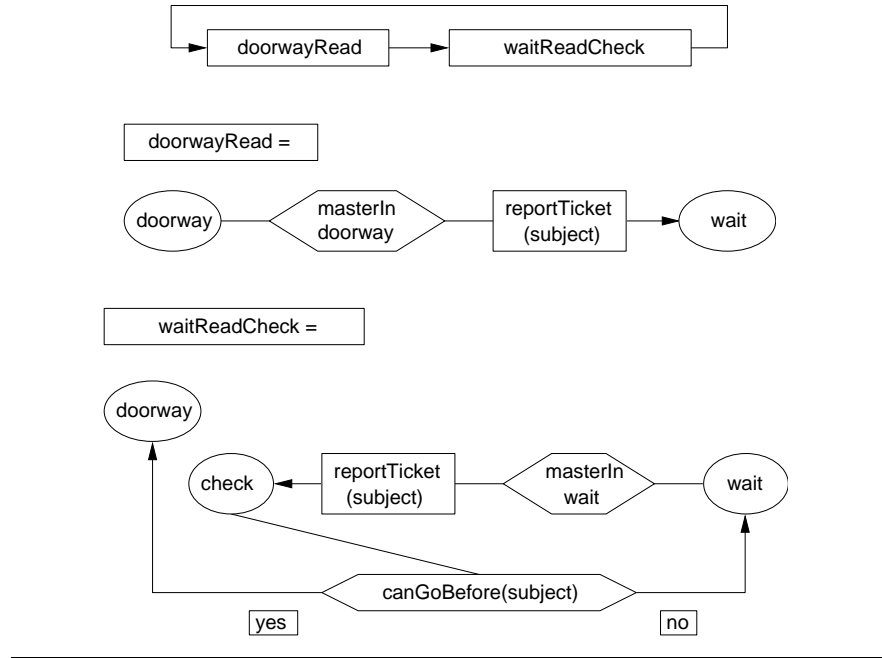 doorwayRead
waitReadCheck
doorwayRead =
doorway
masterIn
doorway
reportTicket
(subject)
wait
waitReadCheck =
doorway
check
reportTicket
(subject)
masterIn
wait
wait
canGoBefore(subject)
yes
no